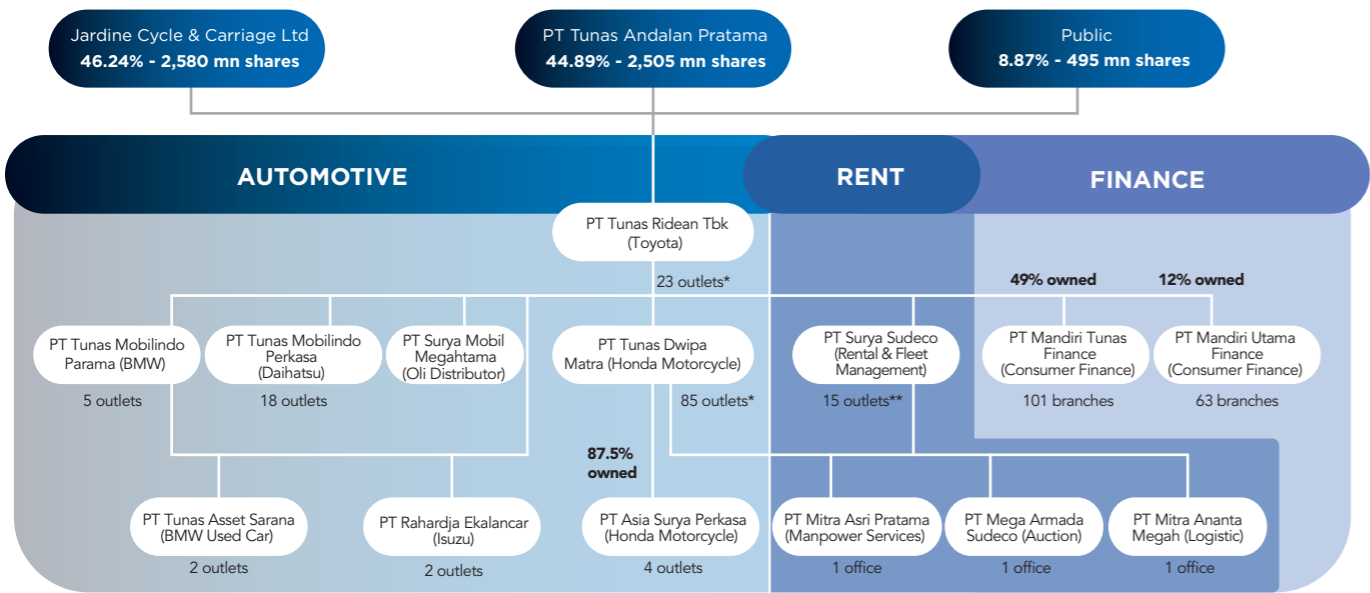 Jardine Cycle & Carriage Ltd
46.24% - 2,580 mn shares
PT Tunas Andalan Pratama
44.89% - 2,505 mn shares
Public
8.87% - 495 mn shares
AUTOMOTIVE
RENT
FINANCE
PT Tunas Ridean Tbk
(Toyota)
23 outlets*
49% owned
12% owned
PT Tunas Mobilindo
Parama (BMW)
5 outlets
PT Tunas Mobilindo
Perkasa
(Daihatsu)
18 outlets
PT Surya Mobil
Megahtama
(Oli Distributor)
PT Tunas Dwipa
Matra (Honda Motorcycle)
85 outlets*
PT Surya Sudeco
(Rental & Fleet
Management)
15 outlets**
PT Mandiri Tunas
Finance
(Consumer Finance)
101 branches
PT Mandiri Utama
Finance
(Consumer Finance)
63 branches
87.5%
owned
PT Tunas Asset Sarana
(BMW Used Car)
2 outlets
PT Rahardja Ekalancar
(Isuzu)
2 outlets
PT Asia Surya Perkasa
(Honda Motorcycle)
4 outlets
PT Mitra Asri Pratama
(Manpower Services)
1 office
PT Mega Armada
Sudeco (Auction)
1 office
PT Mitra Ananta
Megah (Logistic)
1 office